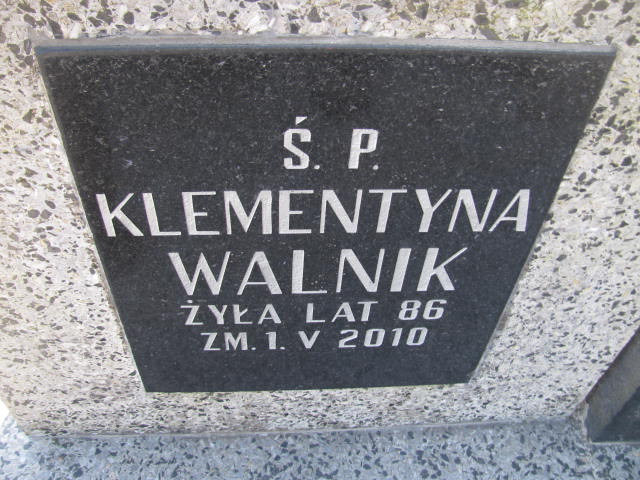 Ś. P.
KLEMENTYNA
WALNIK
ŻYŁA LAT 86
ZM. 1. V 2010